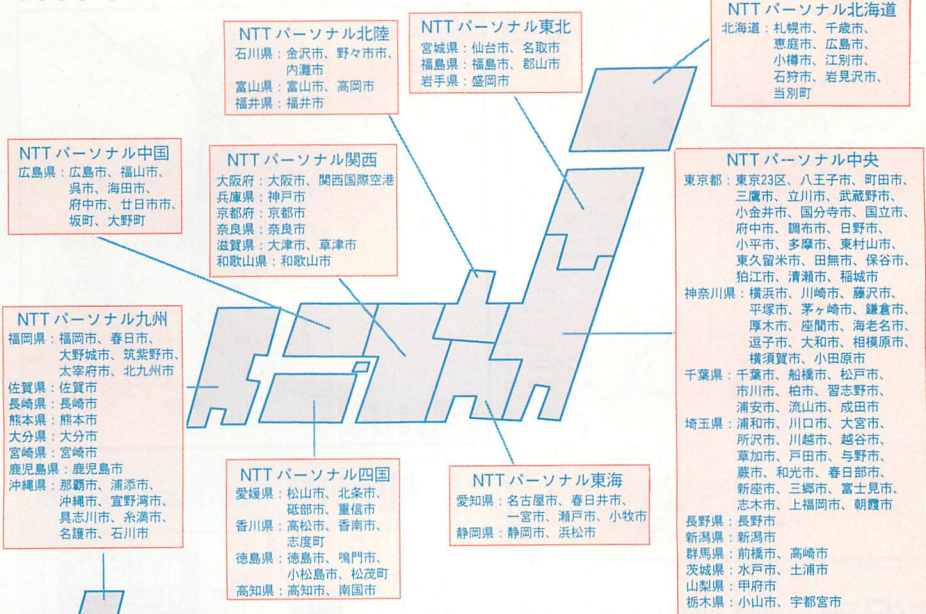 NTTパーソナル北海道
北海道：札幌市、千歳市、
恵庭市、広島市、
小樽市、江別市、
石狩市、岩見沢市、
当別町
NTTパーソナル東北
宮城県：仙台市、名取市
福島県：福島市、郡山市
岩手県：盛岡市
NTTパーソナル北陸
石川県：金沢市、野々市市、
内灘市
富山県：富山市、高岡市
福井県：福井市
NTTパーソナル中国
広島県：広島市、福山市、
呉市、海田市、
府中市、廿日市市、
坂町、大野町
NTTパーソナル関西
大阪府：大阪市、関西国際空港
兵庫県：神戸市
京都府：京都市
奈良県：奈良市
滋賀県：大津市、草津市
和歌山県：和歌山市
NTTパーソナル中央
東京都：東京23区、八王子市、町田市、
三鷹市、立川市、武蔵野市、
小金井市、国分寺市、国立市、
府中市、調布市、日野市、
小平市、多摩市、東村山市、
東久留米市、田無市、保谷市、
狛江市、清瀬市、稲城市
神奈川県：横浜市、川崎市、藤沢市、
平塚市、茅ヶ崎市、鎌倉市、
厚木市、座間市、海老名市、
逗子市、大和市、相模原市、
横須賀市、小田原市
千葉県：千葉市、船橋市、松戸市、
市川市、柏市、習志野市、
浦安市、流山市、成田市
埼玉県：浦和市、川口市、大宮市、
所沢市、川越市、越谷市、
草加市、戸田市、与野市、
蕨市、和光市、春日部市、
新座市、三郷市、富士見市、
志木市、上福岡市、朝霞市
長野県：長野市
新潟県：新潟市
群馬県：前橋市、高崎市
茨城県：水戸市、土浦市
山梨県：甲府市
栃木県：小山市、宇都宮市
NTTパーソナル九州
福岡県：福岡市、春日市、
大野城市、筑紫野市、
太宰府市、北九州市
佐賀県：佐賀市
長崎県：長崎市
熊本県：熊本市
大分県：大分市
宮崎県：宮崎市
鹿児島県：鹿児島市
沖縄県：那覇市、浦添市、
沖縄市、宜野湾市、
具志川市、糸満市、
名護市、石川市
NTTパーソナル四国
愛媛県：松山市、北条市、
砥部市、重信市
香川県：高松市、香南市、
志度町
徳島県：徳島市、鳴門市、
小松島市、松茂町
高知県：高知市、南国市
NTTパーソナル東海
愛知県：名古屋市、春日井市、
一宮市、瀬戸市、小牧市
静岡県：静岡市、浜松市